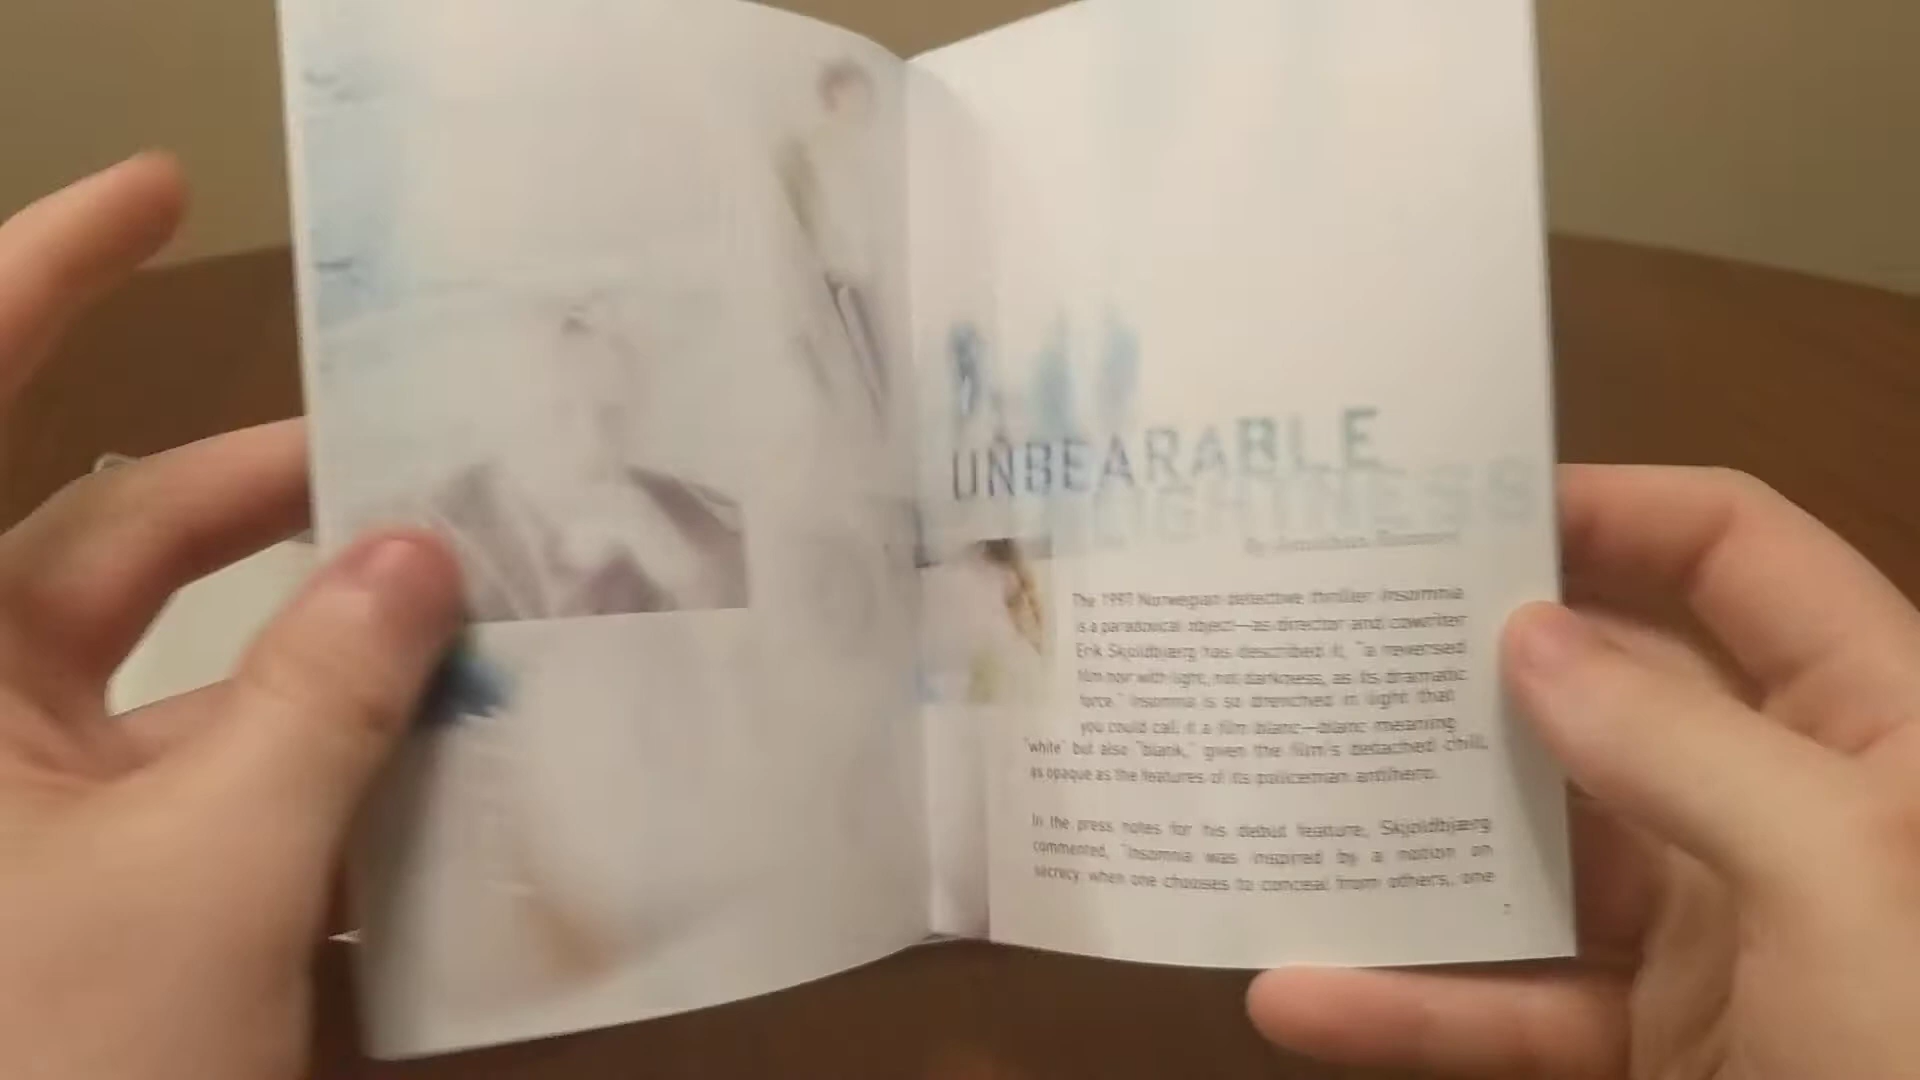 UNBEARABLE
LIGHTNESS
By Jonathan Romney
The 1997 Norwegian detective thriller Insomnia
is a paradoxical object—as director and cowriter
Erik Skjoldbjærg has described it, "a reversed
film noir with light, not darkness, as its dramatic
force." Insomnia is so drenched in light that
you could call it a film blanc—blanc meaning
"white" but also "blank," given the film's detached chill,
as opaque as the features of its policeman antihero.
In the press notes for his debut feature, Skjoldbjærg
commented, "Insomnia was inspired by a notion on
secrecy: when one chooses to conceal from others, one